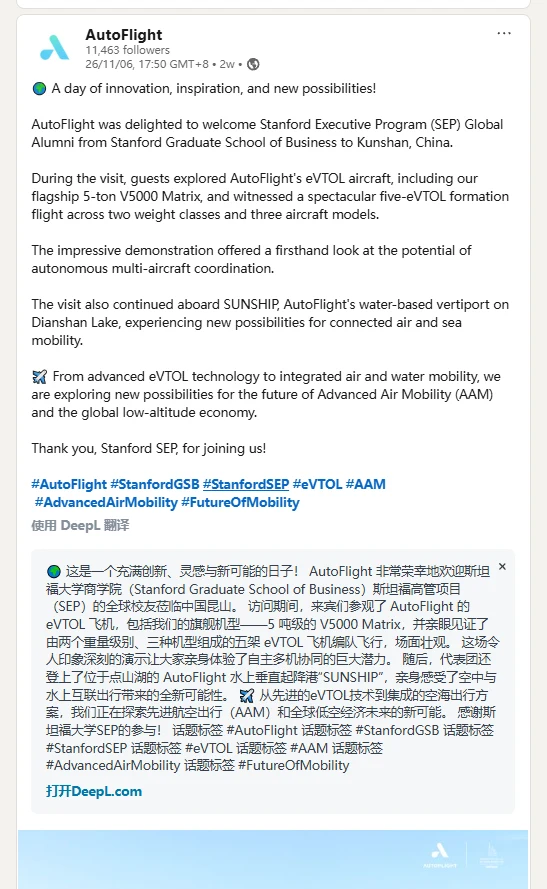 AutoFlight
11,463 followers
26/11/06, 17:50 GMT+8 • 2w •
A day of innovation, inspiration, and new possibilities!
AutoFlight was delighted to welcome Stanford Executive Program (SEP) Global
Alumni from Stanford Graduate School of Business to Kunshan, China.
During the visit, guests explored AutoFlight's eVTOL aircraft, including our
flagship 5-ton V5000 Matrix, and witnessed a spectacular five-eVTOL formation
flight across two weight classes and three aircraft models.
The impressive demonstration offered a firsthand look at the potential of
autonomous multi-aircraft coordination.
The visit also continued aboard SUNSHIP, AutoFlight's water-based vertiport on
Dianshan Lake, experiencing new possibilities for connected air and sea
mobility.
✈️ From advanced eVTOL technology to integrated air and water mobility, we
are exploring new possibilities for the future of Advanced Air Mobility (AAM)
and the global low-altitude economy.
Thank you, Stanford SEP, for joining us!
#AutoFlight #StanfordGSB #StanfordSEP #eVTOL #AAM
#AdvancedAirMobility #FutureOfMobility
使用 DeepL 翻译
这是一个充满创新、灵感与新可能的日子！ AutoFlight 非常荣幸地欢迎斯坦
福大学商学院（Stanford Graduate School of Business）斯坦福高管项目
（SEP）的全球校友莅临中国昆山。 访问期间，来宾们参观了 AutoFlight 的
eVTOL 飞机，包括我们的旗舰机型——5 吨级的 V5000 Matrix，并亲眼见证了
由两个重量级别、三种机型组成的五架 eVTOL 飞机编队飞行，场面壮观。 这场令
人印象深刻的演示让大家亲身体验了自主多机协同的巨大潜力。 随后，代表团还
登上了位于点山湖的 AutoFlight 水上垂直起降港“SUNSHIP”，亲身感受了空中与
水上互联出行带来的全新可能性。 ✈️ 从先进的eVTOL技术到集成的空海出行方
案，我们正在探索先进航空出行（AAM）和全球低空经济未来的新可能。 感谢斯
坦福大学SEP的参与！ 话题标签 #AutoFlight 话题标签 #StanfordGSB 话题标签
#StanfordSEP 话题标签 #eVTOL 话题标签 #AAM 话题标签
#AdvancedAirMobility 话题标签 #FutureOfMobility
打开DeepL.com